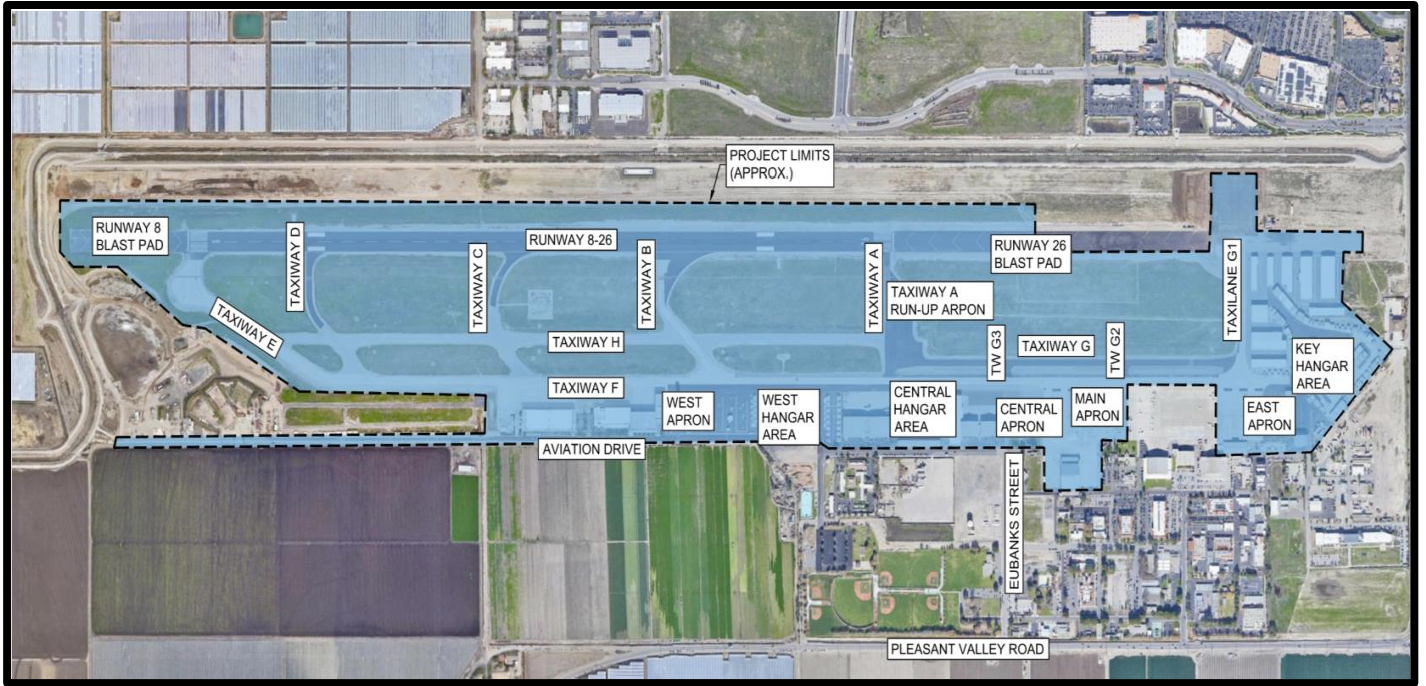 PROJECT LIMITS
(APPROX.)
RUNWAY 8
BLAST PAD
TAXIWAY D
TAXIWAY C
RUNWAY 8-26
TAXIWAY B
TAXIWAY A
RUNWAY 26
BLAST PAD
TAXILANE G1
TAXIWAY A
RUN-UP ARPON
TAXIWAY E
TAXIWAY H
TW G3
TAXIWAY G
TW G2
KEY
HANGAR
AREA
TAXIWAY F
WEST
APRON
WEST
HANGAR
AREA
CENTRAL
HANGAR
AREA
CENTRAL
APRON
MAIN
APRON
EAST
APRON
AVIATION DRIVE
EUBANKS STREET
PLEASANT VALLEY ROAD